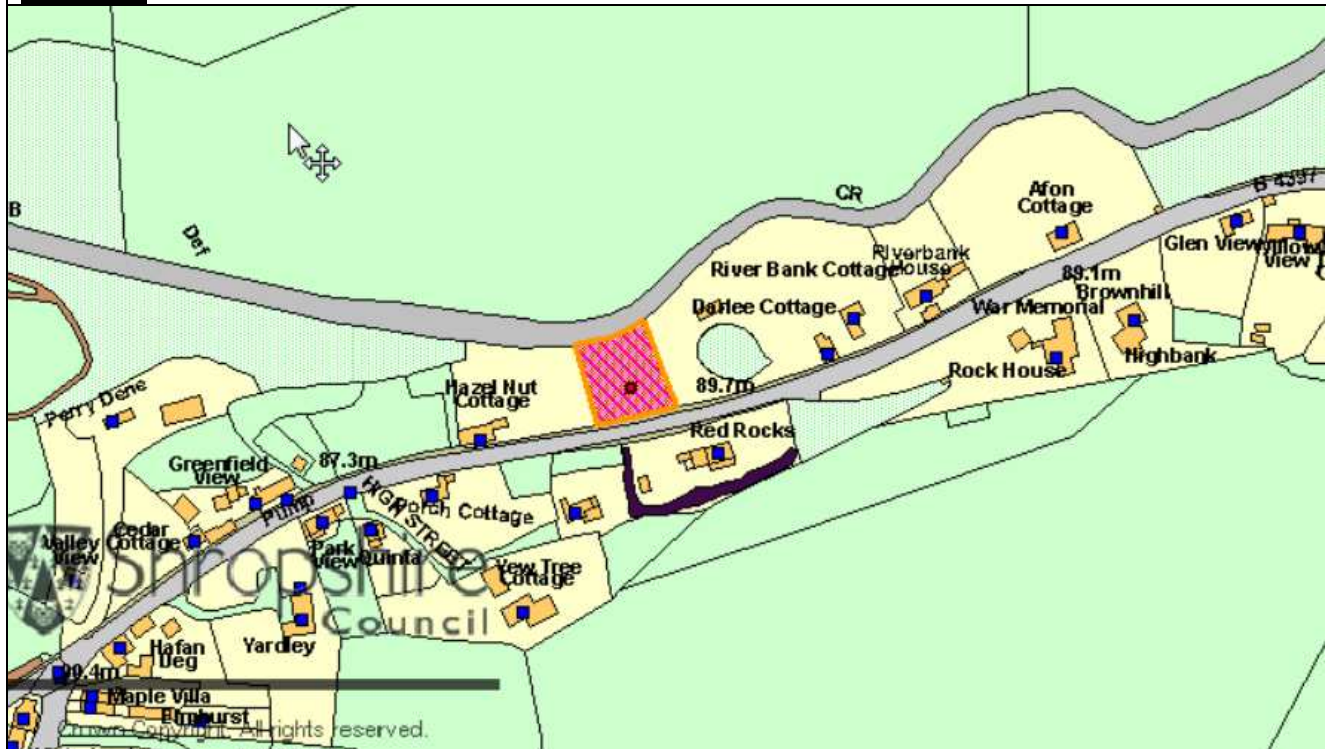 B
Def
CR
Afon
Cottage
B 4397
Glen View
View
Riverbank
House
River Bank Cottage
89.1m
Brownhill
War Memorial
Darlee Cottage
Highbank
Rock House
89.7m
Hazel Nut
Cottage
Red Rocks
Perry Dene
Greenfield
View
87.3m
Pump
HIGH STREET
Porch Cottage
Cedar
Cottage
Valley
View
Park
View
Quinta
Yew Tree
Cottage
Shropshire
Council
Hafan
Deg
Yardley
90.4m
Maple Villa
Elmhurst
Crown Copyright. All rights reserved.